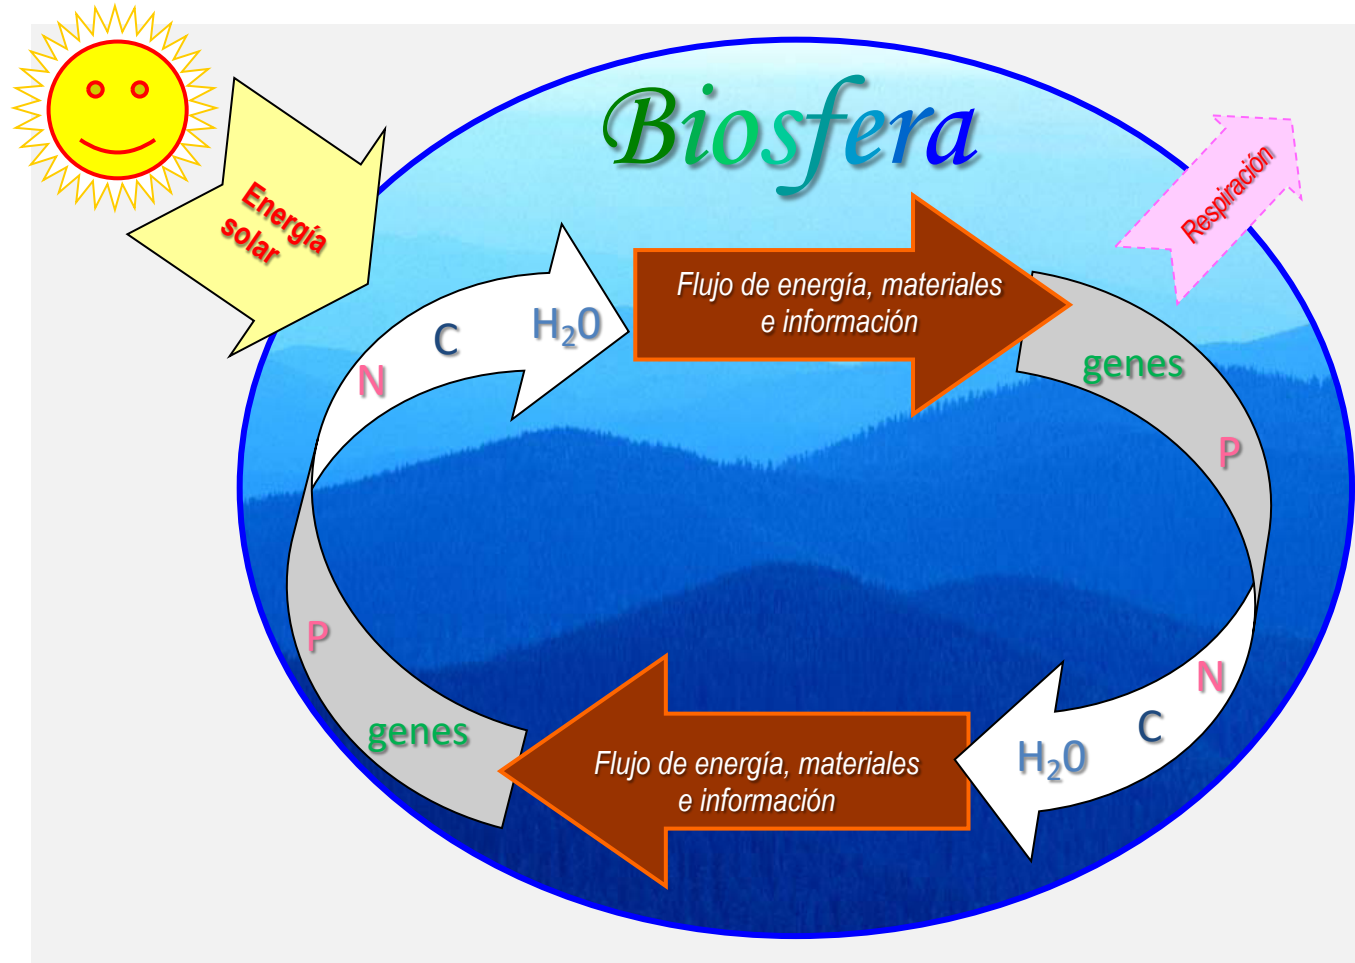 Biosfera
Energía
solar
Respiración
Flujo de energía, materiales
e información
N
C
H₂0
genes
P
P
genes
Flujo de energía, materiales
e información
H₂0
C
N